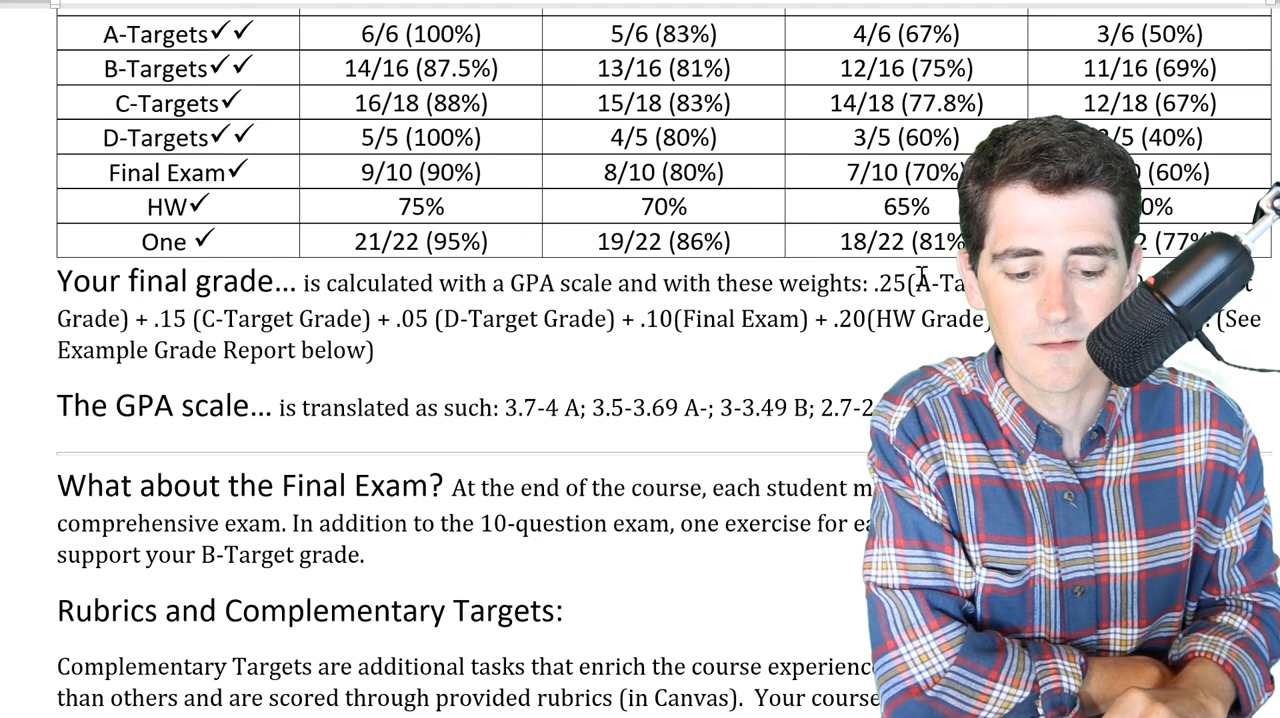 A-Targets✓✓ 6/6 (100%) 5/6 (83%) 4/6 (67%) 3/6 (50%)
B-Targets✓✓ 14/16 (87.5%) 13/16 (81%) 12/16 (75%) 11/16 (69%)
C-Targets✓ 16/18 (88%) 15/18 (83%) 14/18 (77.8%) 12/18 (67%)
D-Targets✓✓ 5/5 (100%) 4/5 (80%) 3/5 (60%) /5 (40%)
Final Exam✓ 9/10 (90%) 8/10 (80%) 7/10 (70%) (60%)
HW✓ 75% 70% 65% 0%
One ✓ 21/22 (95%) 19/22 (86%) 18/22 (81% (77%)
Your final grade... is calculated with a GPA scale and with these weights: .25(A-Ta
Grade) + .15 (C-Target Grade) + .05 (D-Target Grade) + .10(Final Exam) + .20(HW Grade) (See
Example Grade Report below)
The GPA scale... is translated as such: 3.7-4 A; 3.5-3.69 A-; 3-3.49 B; 2.7-2
What about the Final Exam? At the end of the course, each student m
comprehensive exam. In addition to the 10-question exam, one exercise for ea
support your B-Target grade.
Rubrics and Complementary Targets:
Complementary Targets are additional tasks that enrich the course experienc
than others and are scored through provided rubrics (in Canvas). Your course